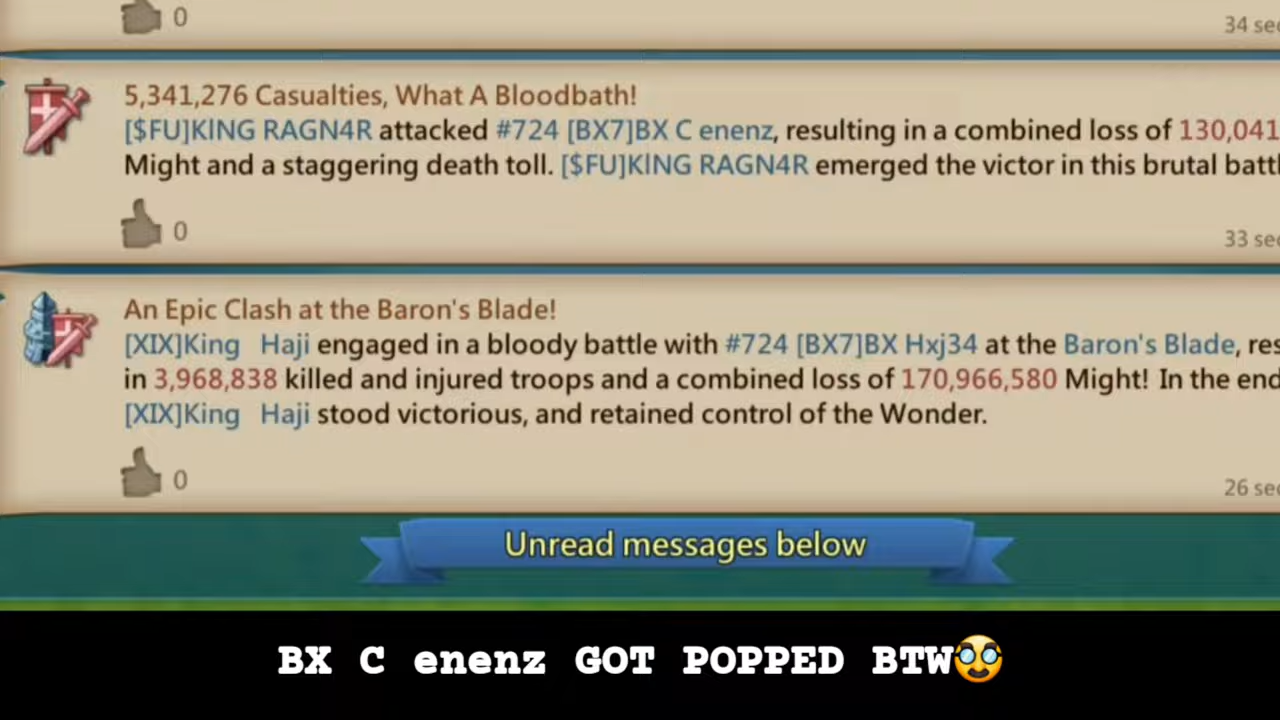 0
34 sec
5,341,276 Casualties, What A Bloodbath!
[$FU]KlNG RAGN4R attacked #724 [BX7]BX C enenz, resulting in a combined loss of 130,041
Might and a staggering death toll. [$FU]KlNG RAGN4R emerged the victor in this brutal battl
0
33 sec
An Epic Clash at the Baron's Blade!
[XIX]King Haji engaged in a bloody battle with #724 [BX7]BX Hxj34 at the Baron's Blade, res
in 3,968,838 killed and injured troops and a combined loss of 170,966,580 Might! In the end
[XIX]King Haji stood victorious, and retained control of the Wonder.
0
26 sec
Unread messages below
BX C enenz GOT POPPED BTW🥸